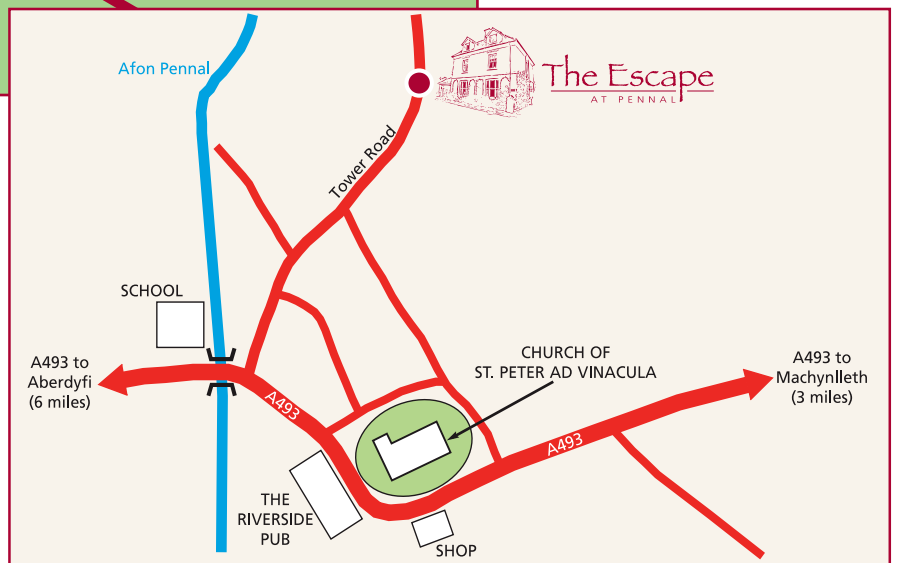 Afon Pennal
The Escape
AT PENNAL
Tower Road
SCHOOL
A493 to
Aberdyfi
(6 miles)
A493
CHURCH OF
ST. PETER AD VINACULA
A493 to
Machynlleth
(3 miles)
A493
THE
RIVERSIDE
PUB
SHOP